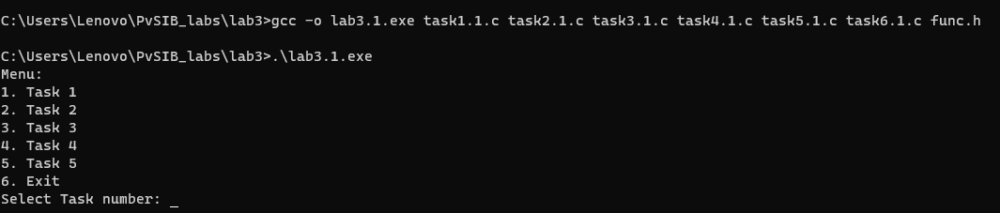 C:\Users\Lenovo\PvSIB_labs\lab3>gcc -o lab3.1.exe task1.1.c task2.1.c task3.1.c task4.1.c task5.1.c task6.1.c func.h
C:\Users\Lenovo\PvSIB_labs\lab3>.\lab3.1.exe
Menu:
1. Task 1
2. Task 2
3. Task 3
4. Task 4
5. Task 5
6. Exit
Select Task number: _